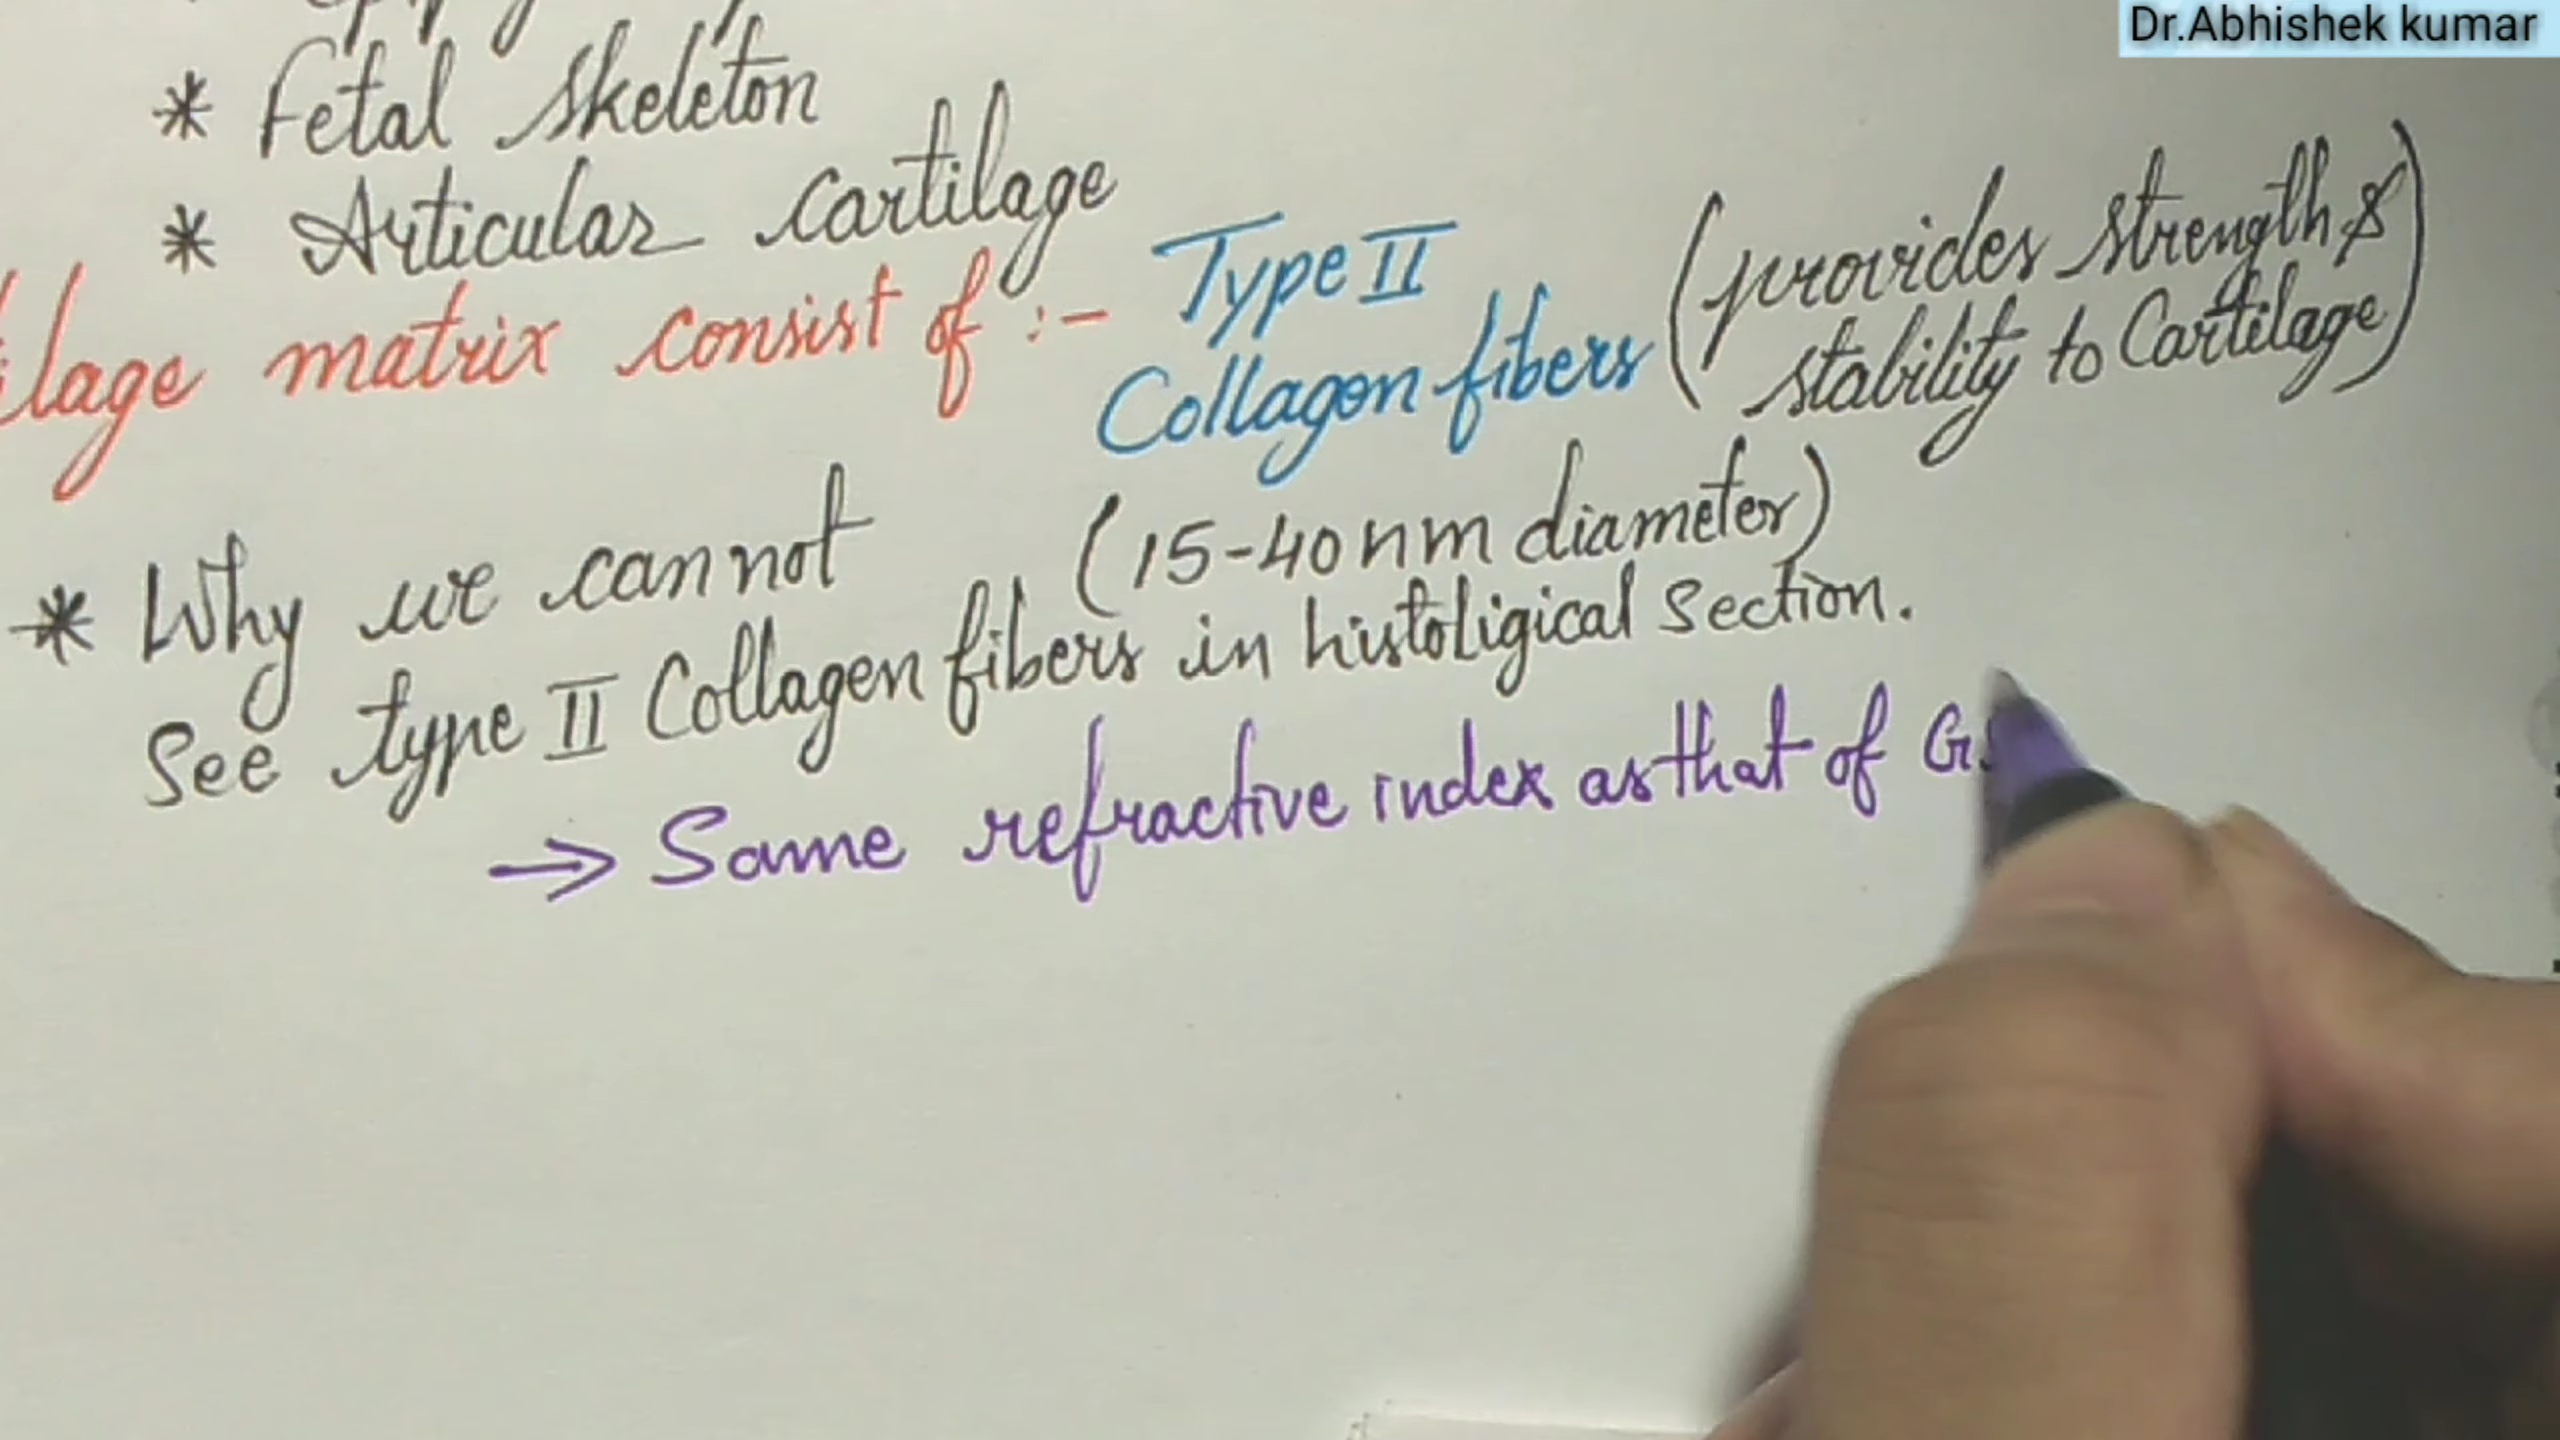 Dr.Abhishek kumar
* Fetal skeleton
* Articular cartilage
lage matrix consist of :- Type II
Collagen fibers (provides strength &
stability to Cartilage)
* Why we cannot (15-40nm diameter)
See type II Collagen fibers in histoligical Section.
→ Same refractive index as that of G.